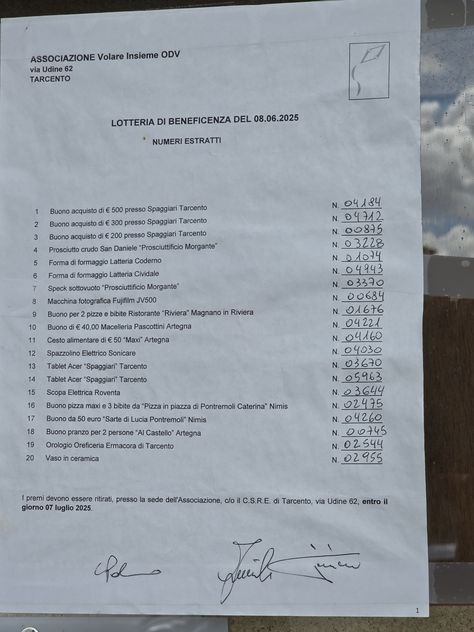 ASSOCIAZIONE Volare Insieme ODV
via Udine 62
TARCENTO
LOTTERIA DI BENEFICENZA DEL 08.06.2025
NUMERI ESTRATTI
1 Buono acquisto di € 500 presso Spaggiari Tarcento N. 04184
2 Buono acquisto di € 300 presso Spaggiari Tarcento N. 04712
3 Buono acquisto di € 200 presso Spaggiari Tarcento N. 00875
4 Prosciutto crudo San Daniele "Prosciuttificio Morgante" N. 03228
5 Forma di formaggio Latteria Coderno N. 01074
6 Forma di formaggio Latteria Cividale N. 04943
7 Speck sottovuoto "Prosciuttificio Morgante" N. 03370
8 Macchina fotografica Fujifilm JV500 N. 00684
9 Buono per 2 pizze e bibite Ristorante "Riviera" Magnano in Riviera N. 01676
10 Buono di € 40,00 Macelleria Pascottini Artegna N. 04221
11 Cesto alimentare di € 50 "Maxi" Artegna N. 04160
12 Spazzolino Elettrico Sonicare N. 04030
13 Tablet Acer "Spaggiari" Tarcento N. 03670
14 Tablet Acer "Spaggiari" Tarcento N. 05963
15 Scopa Elettrica Roventa N. 03644
16 Buono pizza maxi e 3 bibite da "Pizza in piazza di Pontremoli Caterina" Nimis N. 02475
17 Buono da 50 euro "Sarte di Lucia Pontremoli" Nimis N. 04260
18 Buono pranzo per 2 persone "Al Castello" Artegna N. 00745
19 Orologio Oreficeria Ermacora di Tarcento N. 02544
20 Vaso in ceramica N. 02955
I premi devono essere ritirati, presso la sede dell'Associazione, c/o il C.S.R.E. di Tarcento, via Udine 62, entro il
giorno 07 luglio 2025.
1